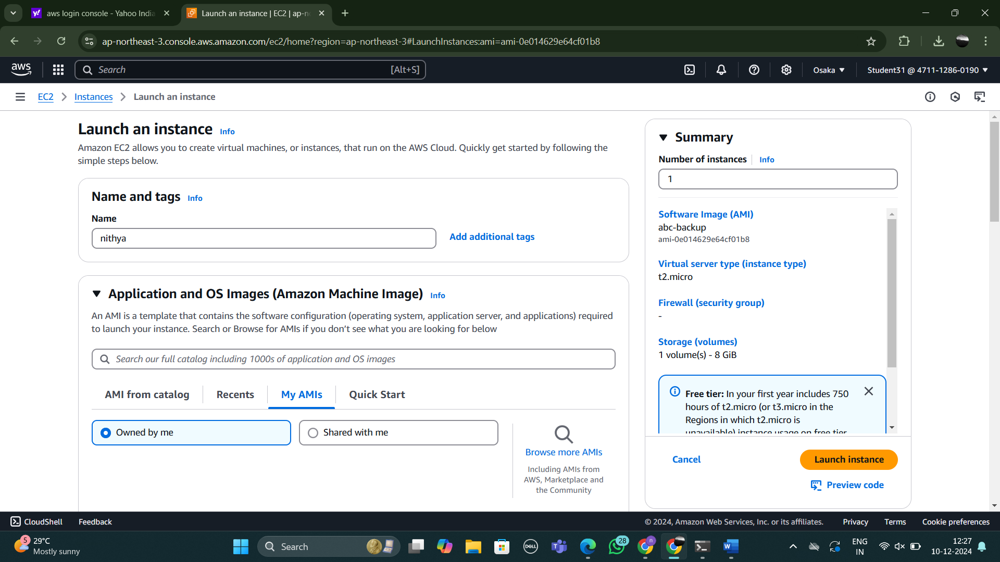 aws login console - Yahoo India
Launch an instance | EC2 | ap-n
ap-northeast-3.console.aws.amazon.com/ec2/home?region=ap-northeast-3#LaunchInstances:ami=ami-0e014629e64cf01b8
aws
Search
[Alt+S]
Osaka
Student31 @ 4711-1286-0190
EC2
Instances
Launch an instance
Launch an instance Info
Amazon EC2 allows you to create virtual machines, or instances, that run on the AWS Cloud. Quickly get started by following the
simple steps below.
Name and tags Info
Name
nithya
Add additional tags
Application and OS Images (Amazon Machine Image) Info
An AMI is a template that contains the software configuration (operating system, application server, and applications) required
to launch your instance. Search or Browse for AMIs if you don’t see what you are looking for below
Search our full catalog including 1000s of application and OS images
AMI from catalog
Recents
My AMIs
Quick Start
Owned by me
Shared with me
Browse more AMIs
Including AMIs from
AWS, Marketplace and
the Community
Summary
Number of instances Info
1
Software Image (AMI)
abc-backup
ami-0e014629e64cf01b8
Virtual server type (instance type)
t2.micro
Firewall (security group)
-
Storage (volumes)
1 volume(s) - 8 GiB
Free tier: In your first year includes 750
hours of t2.micro (or t3.micro in the
Regions in which t2.micro is
unavailable) instance usage on free tier
Cancel
Launch instance
Preview code
CloudShell
Feedback
© 2024, Amazon Web Services, Inc. or its affiliates.
Privacy
Terms
Cookie preferences
5
29°C
Mostly sunny
Search
DELL
28
n
ENG
IN
12:27
10-12-2024